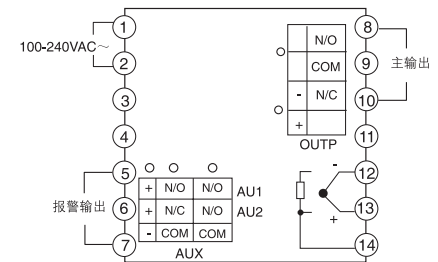 100-240VAC～
1
2
3
4
5
6
7
报警输出
+ N/O N/O AU1
+ N/C N/O AU2
- COM COM
AUX
N/O
COM
- N/C
+
OUTP
8
9
10
11
12
13
14
主输出
-
+